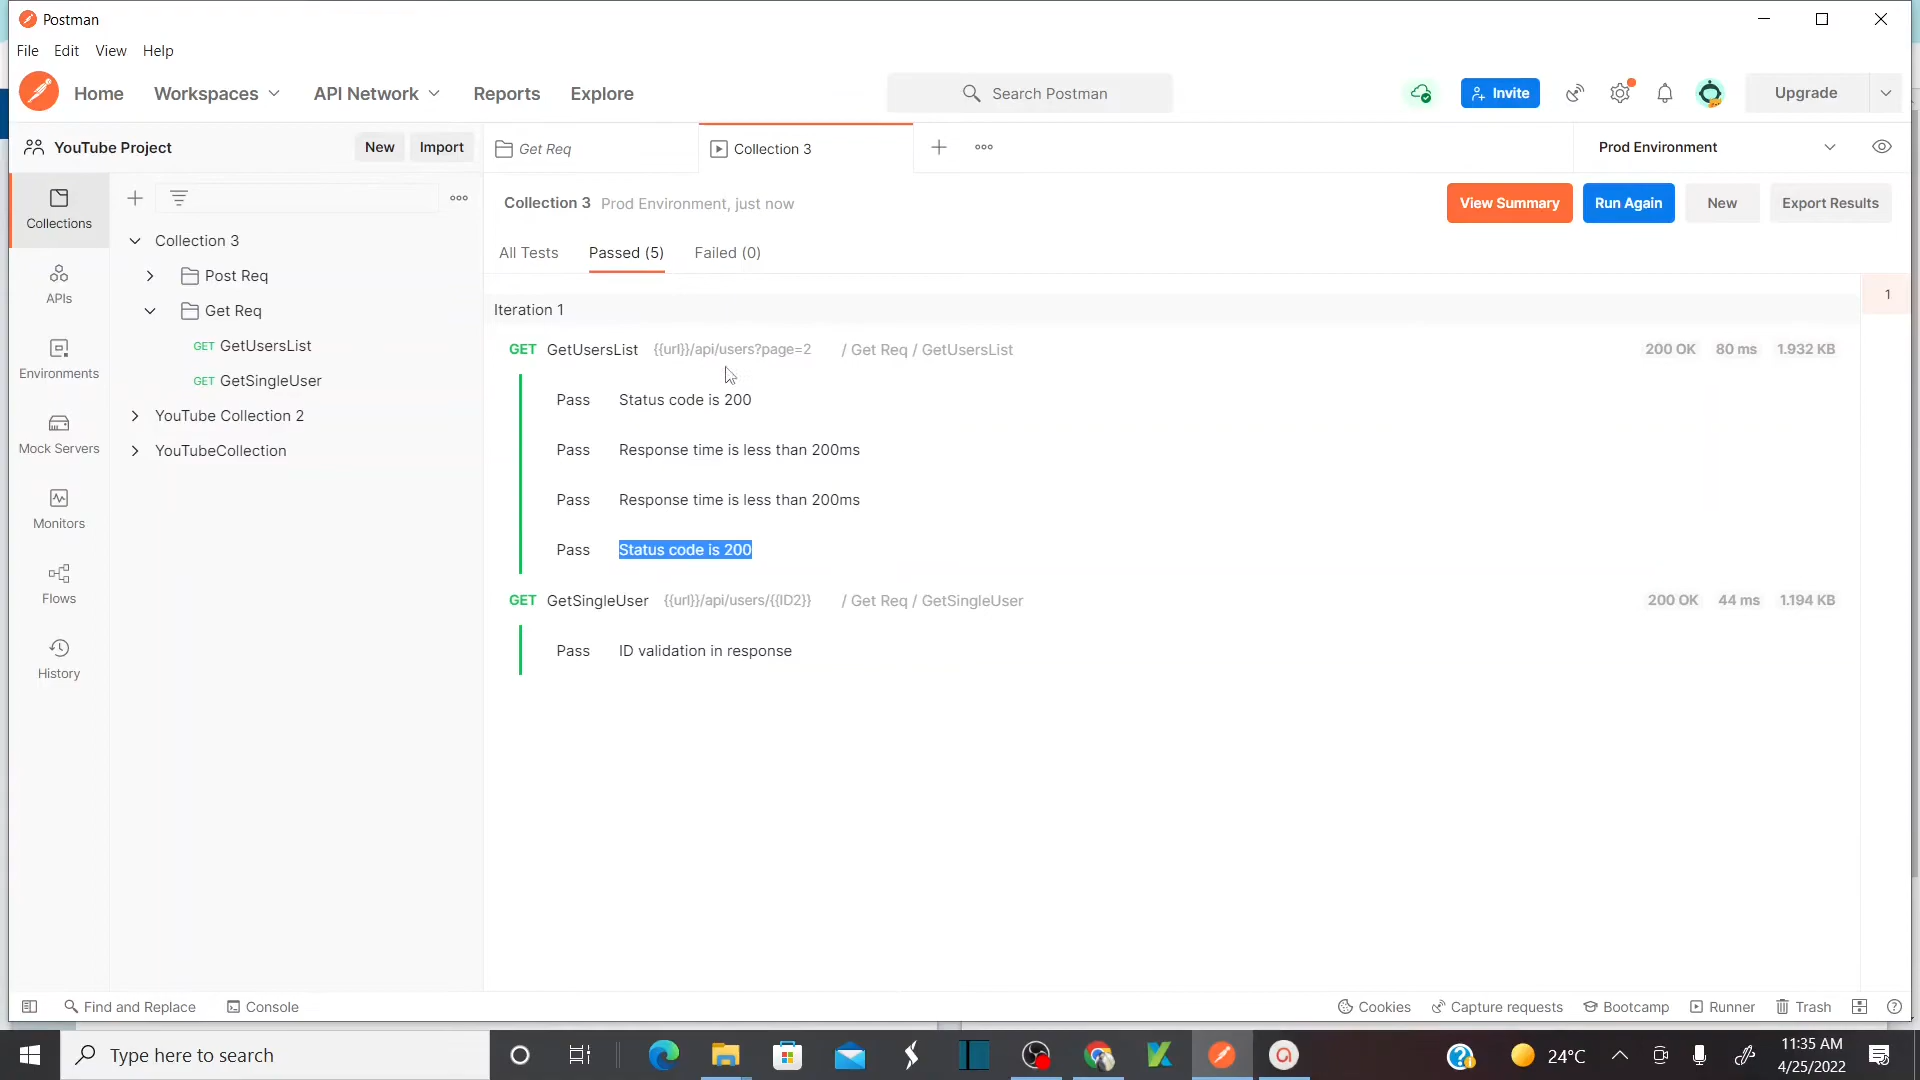 Postman
File Edit View Help
Home Workspaces API Network Reports Explore Search Postman Invite Upgrade
YouTube Project New Import Get Req Collection 3 Prod Environment
Collections
APIs
Environments
Mock Servers
Monitors
Flows
History
Collection 3
Post Req
Get Req
GET GetUsersList
GET GetSingleUser
YouTube Collection 2
YouTubeCollection
Collection 3 Prod Environment, just now View Summary Run Again New Export Results
All Tests Passed (5) Failed (0)
1
Iteration 1
GET GetUsersList {{url}}/api/users?page=2 / Get Req / GetUsersList 200 OK 80 ms 1.932 KB
Pass Status code is 200
Pass Response time is less than 200ms
Pass Response time is less than 200ms
Pass Status code is 200
GET GetSingleUser {{url}}/api/users/{{ID2}} / Get Req / GetSingleUser 200 OK 44 ms 1.194 KB
Pass ID validation in response
Find and Replace Console Cookies Capture requests Bootcamp Runner Trash
Type here to search 24°C 11:35 AM
4/25/2022